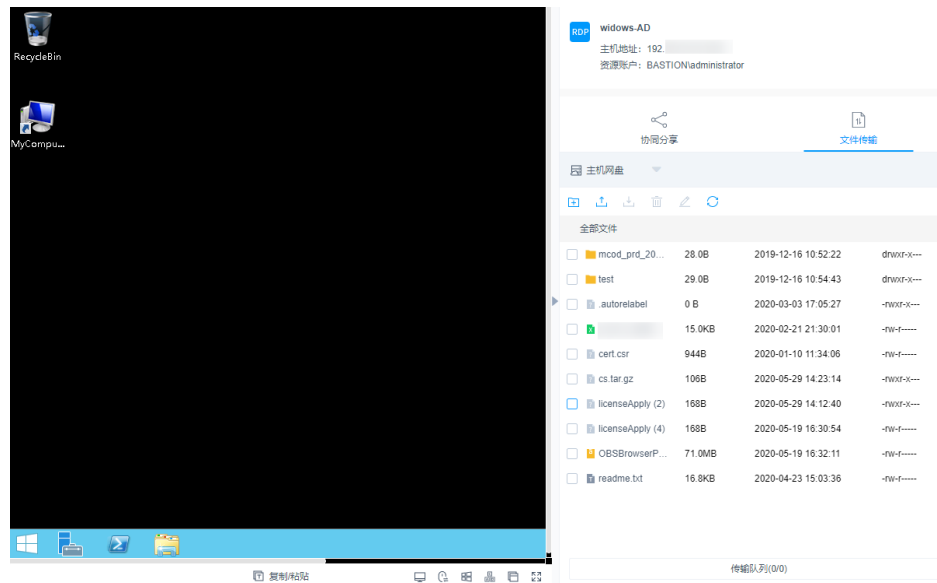 RecycleBin
MyCompu...
RDP
widows-AD
主机地址：192.
资源账户：BASTION\administrator
协同分享
文件传输
主机网盘
全部文件
mcod_prd_20... 28.0B 2019-12-16 10:52:22 drwxr-x---
test 29.0B 2019-12-16 10:54:43 drwxr-x---
.autorelabel 0 B 2020-03-03 17:05:27 -rwxr-x---
15.0KB 2020-02-21 21:30:01 -rw-r-----
cert.csr 944B 2020-01-10 11:34:06 -rw-r-----
cs.tar.gz 106B 2020-05-29 14:23:14 -rwxr-x---
licenseApply (2) 168B 2020-05-29 14:12:40 -rwxr-x---
licenseApply (4) 168B 2020-05-19 16:30:54 -rw-r-----
OBSBrowserP... 71.0MB 2020-05-19 16:32:11 -rw-r-----
readme.txt 16.8KB 2020-04-23 15:03:36 -rw-r-----
复制/粘贴
传输队列(0/0)